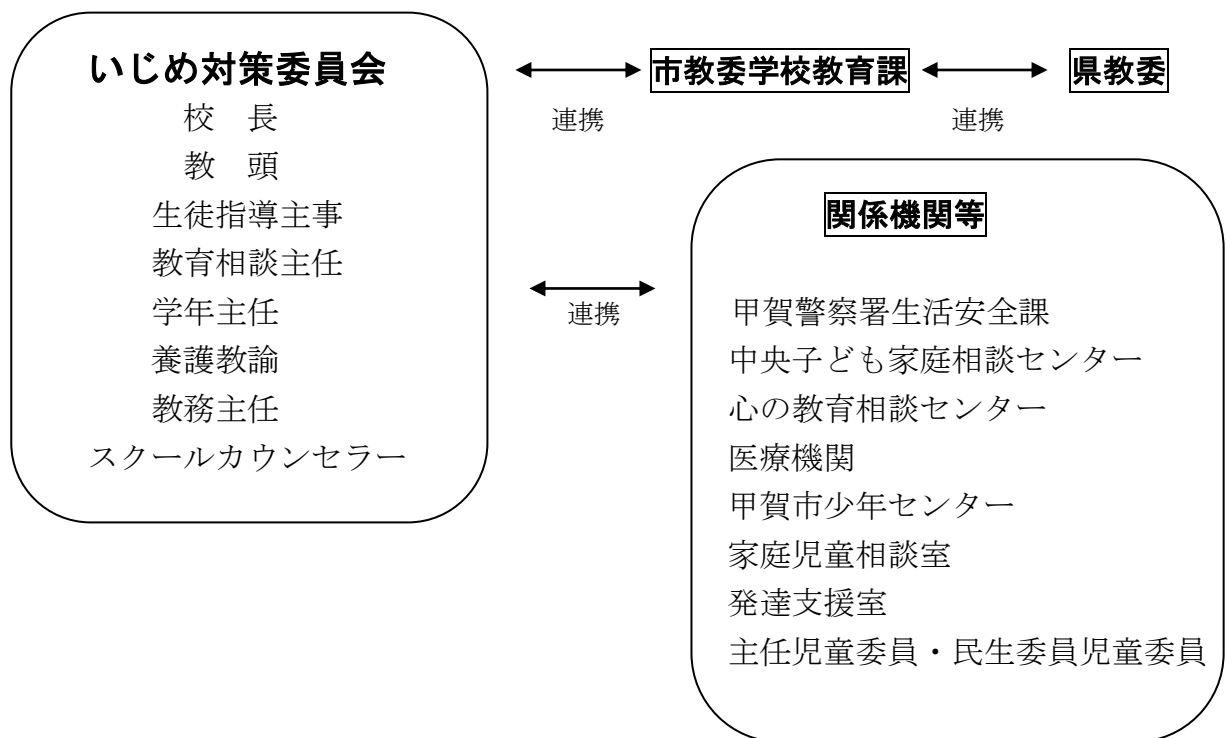 いじめ対策委員会
校　長
教　頭
生徒指導主事
教育相談主任
学年主任
養護教諭
教務主任
スクールカウンセラー
連携
市教委学校教育課
連携
県教委
連携
関係機関等
甲賀警察署生活安全課
中央子ども家庭相談センター
心の教育相談センター
医療機関
甲賀市少年センター
家庭児童相談室
発達支援室
主任児童委員・民生委員児童委員